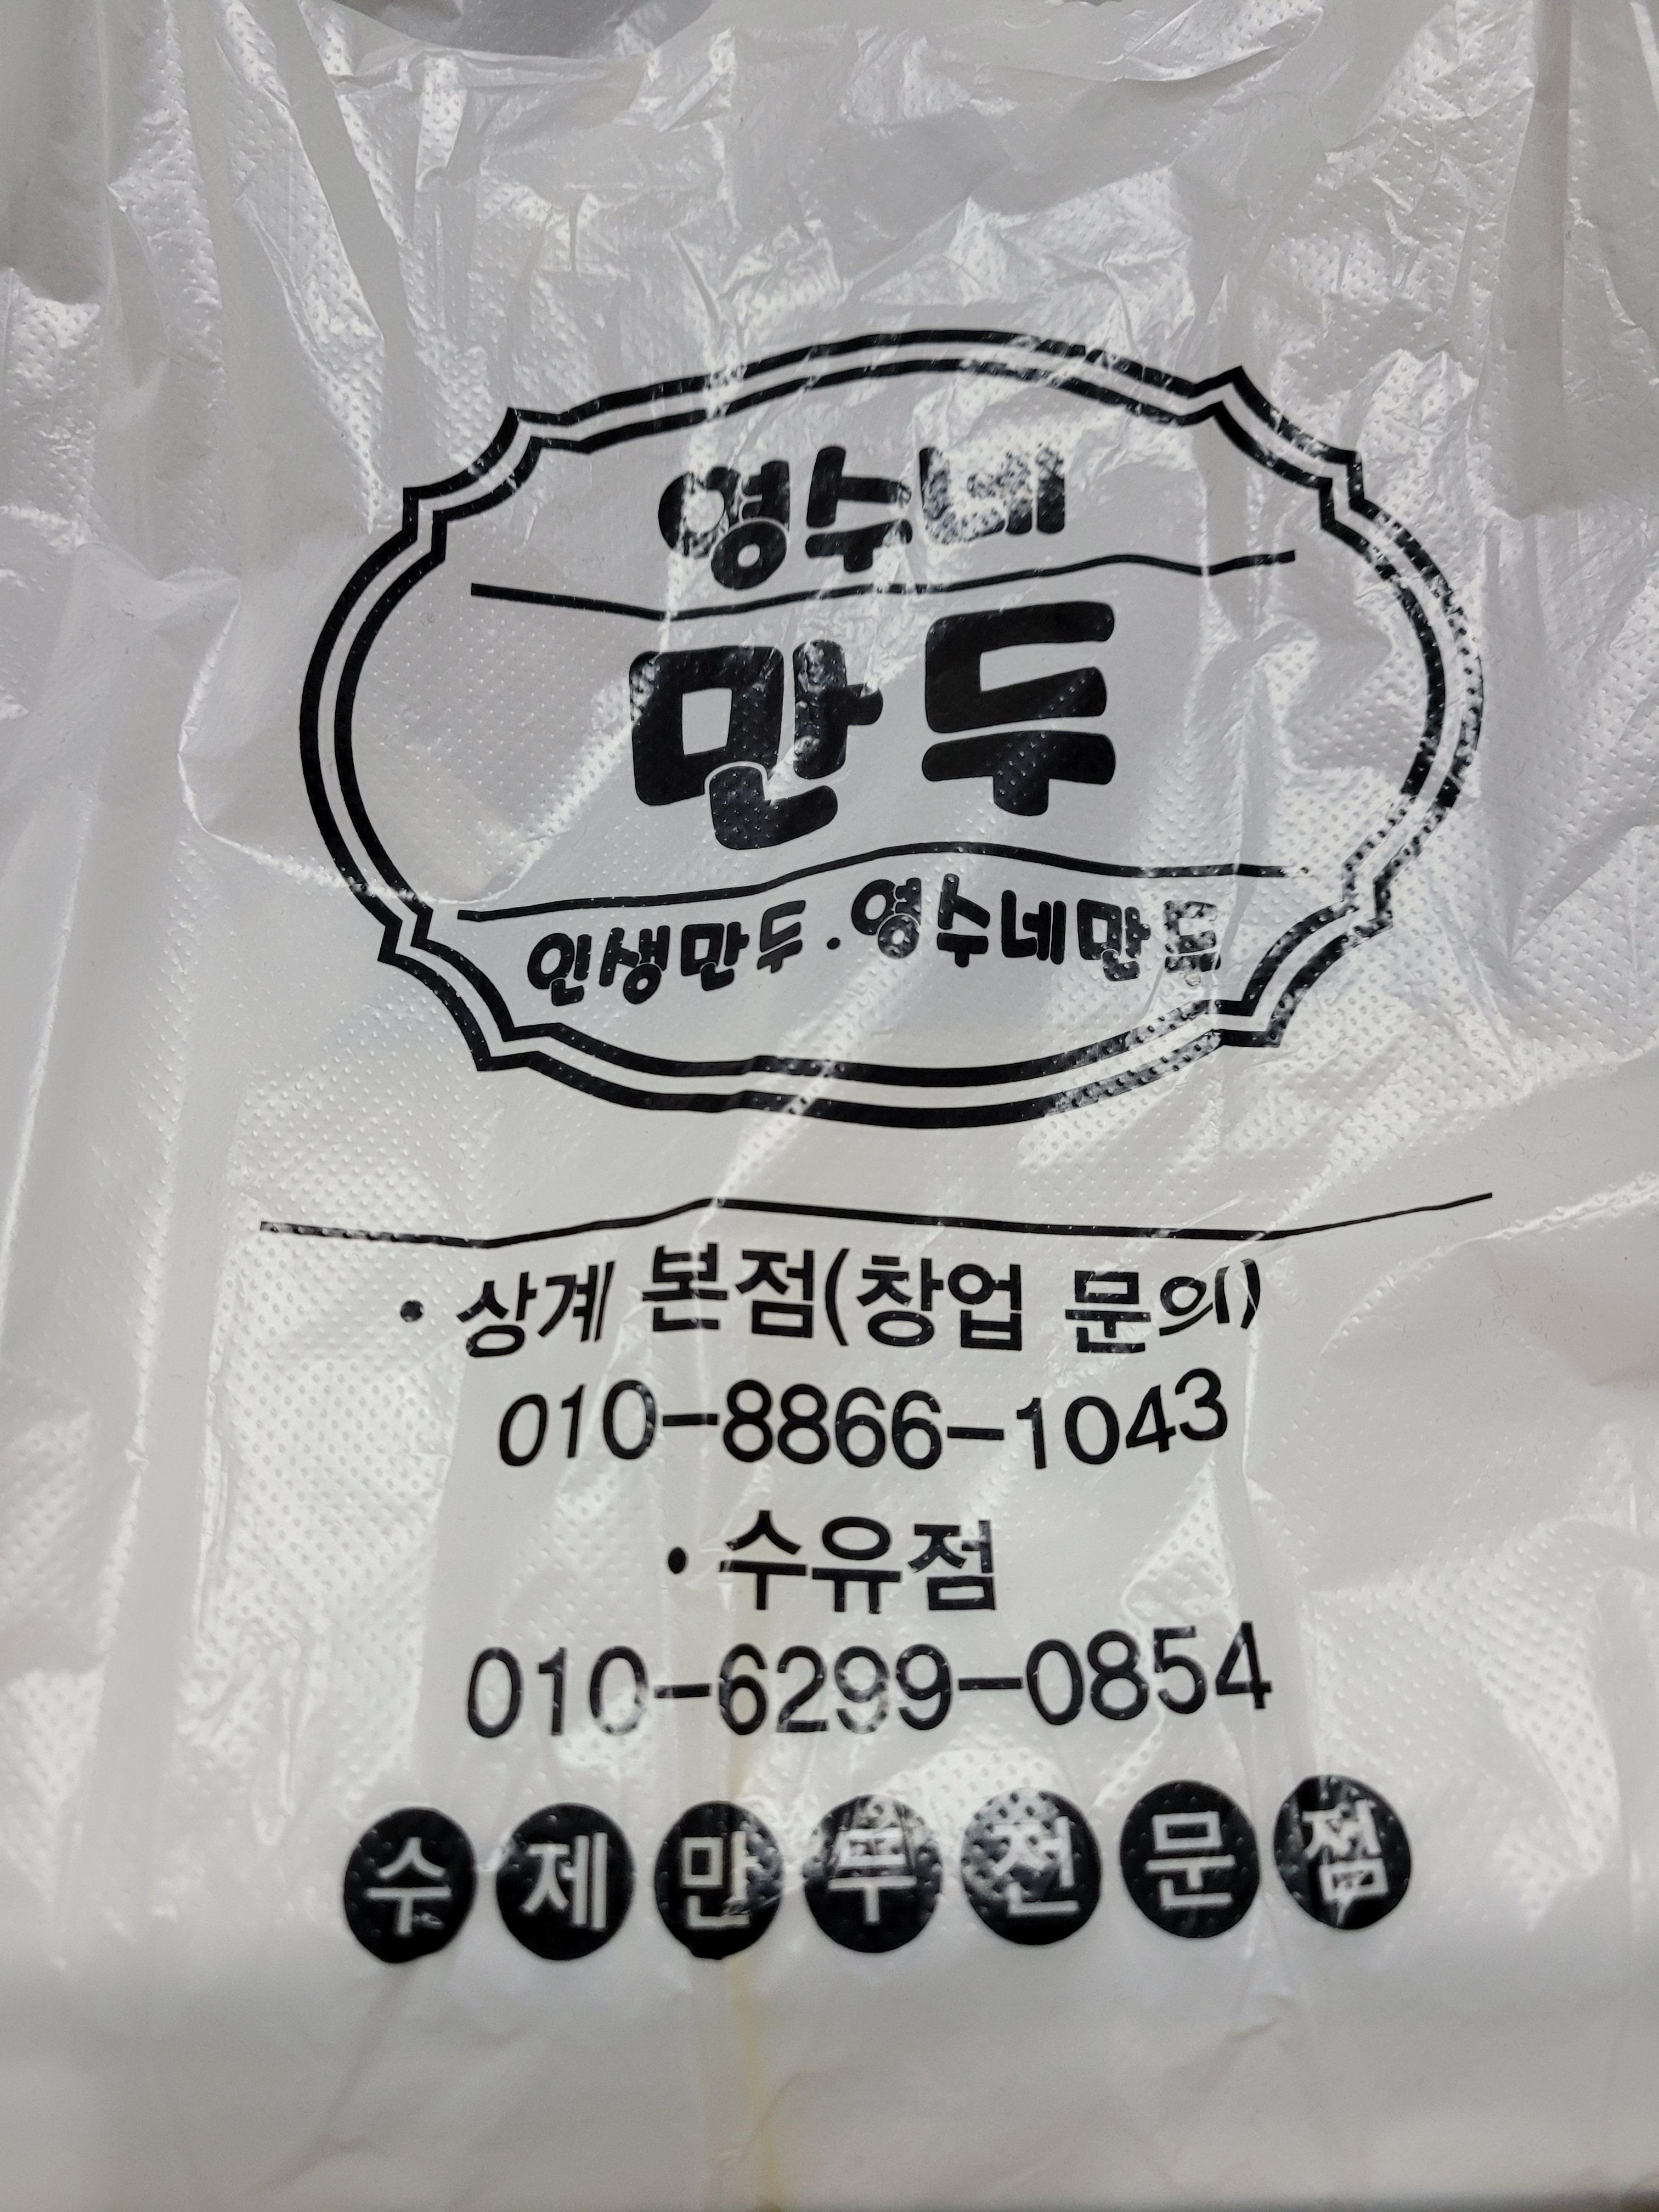 영수네
만두
인생만두·영수네만두
· 상계 본점(창업 문의)
010-8866-1043
· 수유점
010-6299-0854
수제만두전문점